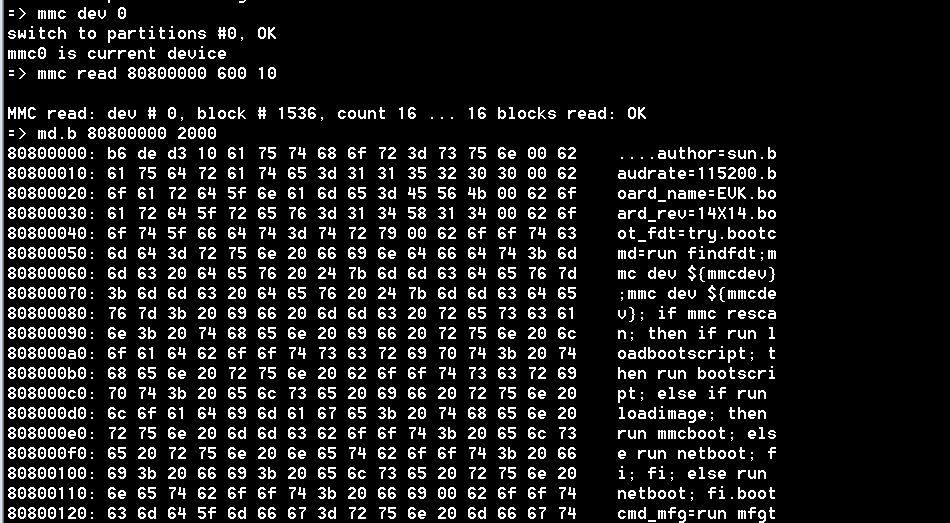 => mmc dev 0
switch to partitions #0, OK
mmc0 is current device
=> mmc read 80800000 600 10
MMC read: dev # 0, block # 1536, count 16 ... 16 blocks read: OK
=> md.b 80800000 2000
80800000: b6 de d3 10 61 75 74 68 6f 72 3d 73 75 6e 00 62    ....author=sun.b
80800010: 61 75 64 72 61 74 65 3d 31 31 35 32 30 30 00 62    audrate=115200.b
80800020: 6f 61 72 64 5f 6e 61 6d 65 3d 45 56 4b 00 62 6f    oard_name=EVK.bo
80800030: 61 72 64 5f 72 65 76 3d 31 34 58 31 34 00 62 6f    ard_rev=14X14.bo
80800040: 6f 74 5f 66 64 74 3d 74 72 79 00 62 6f 6f 74 63    ot_fdt=try.bootc
80800050: 6d 64 3d 72 75 6e 20 66 69 6e 64 66 64 74 3b 6d    md=run findfdt;m
80800060: 6d 63 20 64 65 76 20 24 7b 6d 6d 63 64 65 76 7d    mc dev ${mmcdev}
80800070: 3b 6d 6d 63 20 64 65 76 20 24 7b 6d 6d 63 64 65    ;mmc dev ${mmcde
80800080: 76 7d 3b 20 69 66 20 6d 6d 63 20 72 65 73 63 61    v}; if mmc resca
80800090: 6e 3b 20 74 68 65 6e 20 69 66 20 72 75 6e 20 6c    n; then if run l
808000a0: 6f 61 64 62 6f 6f 74 73 63 72 69 70 74 3b 20 74    oadbootscript; t
808000b0: 68 65 6e 20 72 75 6e 20 62 6f 6f 74 73 63 72 69    hen run bootscri
808000c0: 70 74 3b 20 65 6c 73 65 20 69 66 20 72 75 6e 20    pt; else if run
808000d0: 6c 6f 61 64 69 6d 61 67 65 3b 20 74 68 65 6e 20    loadimage; then
808000e0: 72 75 6e 20 6d 6d 63 62 6f 6f 74 3b 20 65 6c 73    run mmcboot; els
808000f0: 65 20 72 75 6e 20 6e 65 74 62 6f 6f 74 3b 20 66    e run netboot; f
80800100: 69 3b 20 66 69 3b 20 65 6c 73 65 20 72 75 6e 20    i; fi; else run
80800110: 6e 65 74 62 6f 6f 74 3b 20 66 69 00 62 6f 6f 74    netboot; fi.boot
80800120: 63 6d 64 5f 6d 66 67 3d 72 75 6e 20 6d 66 67 74    cmd_mfg=run mfgt